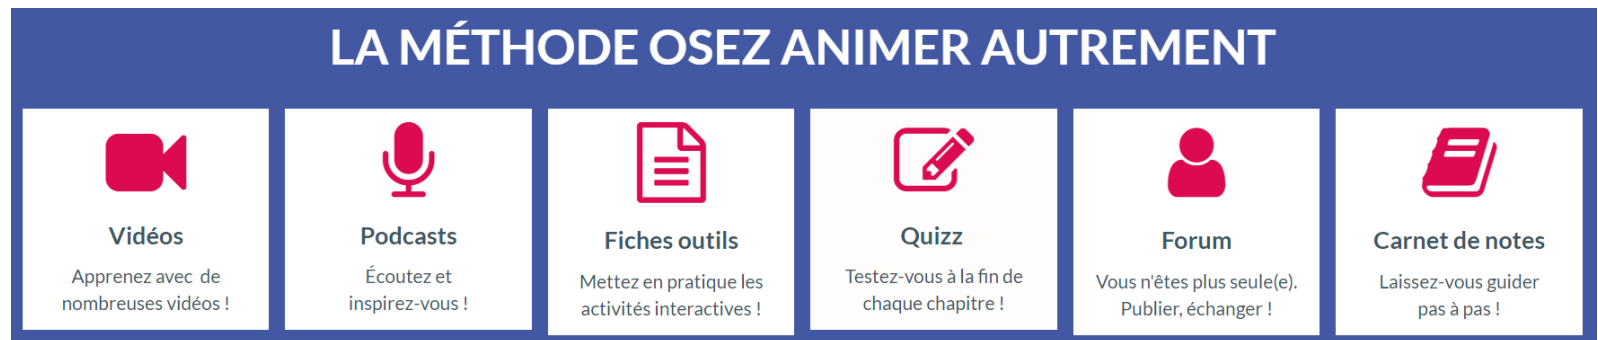 LA MÉTHODE OSEZ ANIMER AUTREMENT
Vidéos
Apprenez avec de
nombreuses vidéos !
Podcasts
Écoutez et
inspirez-vous !
Fiches outils
Mettez en pratique les
activités interactives !
Quizz
Testez-vous à la fin de
chaque chapitre !
Forum
Vous n'êtes plus seule(e).
Publier, échanger !
Carnet de notes
Laissez-vous guider
pas à pas !